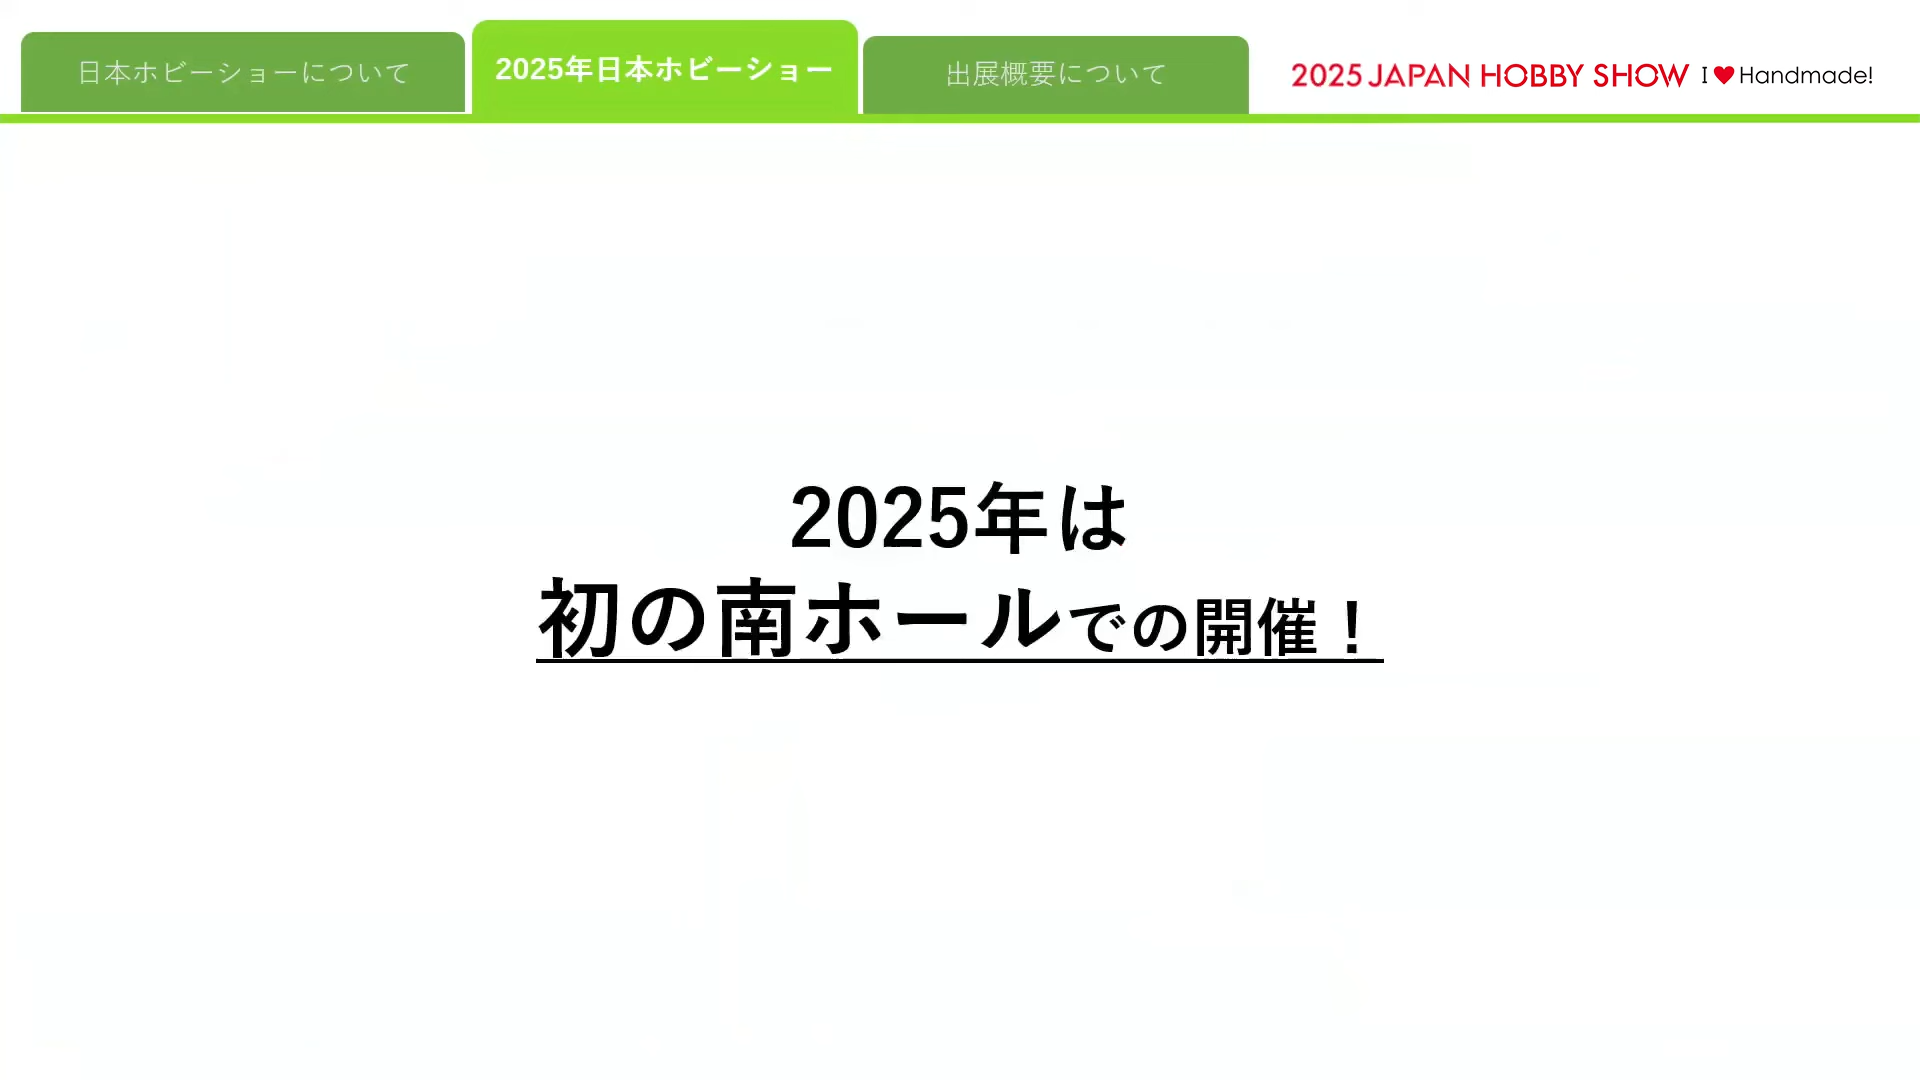 日本ホビーショーについて
2025年日本ホビーショー
出展概要について
2025 JAPAN HOBBY SHOW I♥Handmade!
2025年は
初の南ホールでの開催！